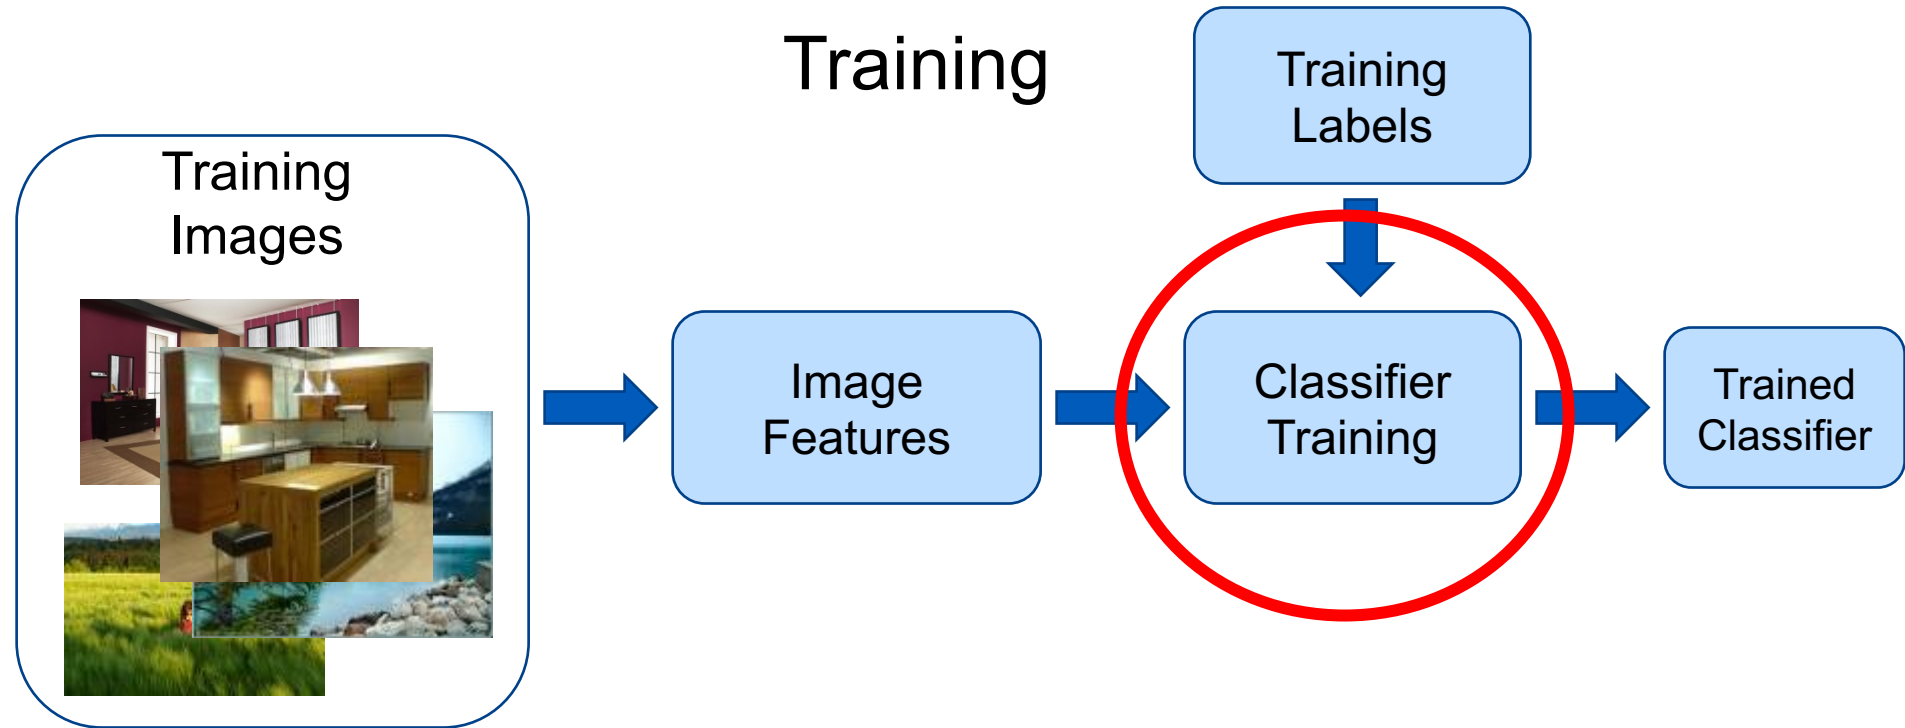 Training
Training
Labels
Training
Images
Image
Features
Classifier
Training
Trained
Classifier